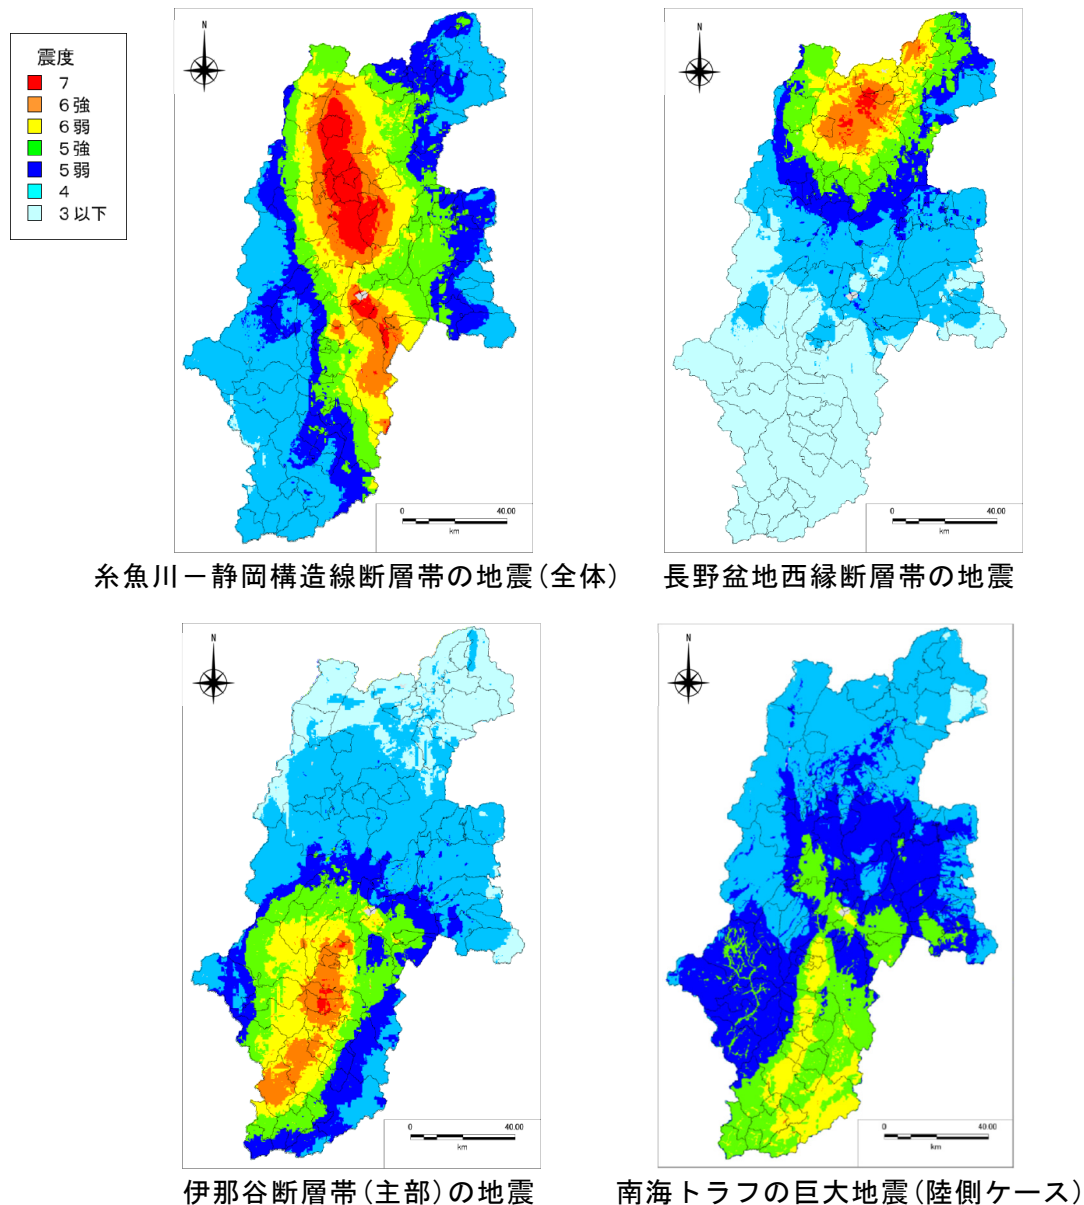 震度
7
6強
6弱
5強
5弱
4
3以下
N
0 40.00
km
糸魚川－静岡構造線断層帯の地震（全体）
N
0 40.00
km
長野盆地西縁断層帯の地震
N
0 40.00
km
伊那谷断層帯（主部）の地震
N
0 40.00
km
南海トラフの巨大地震（陸側ケース）